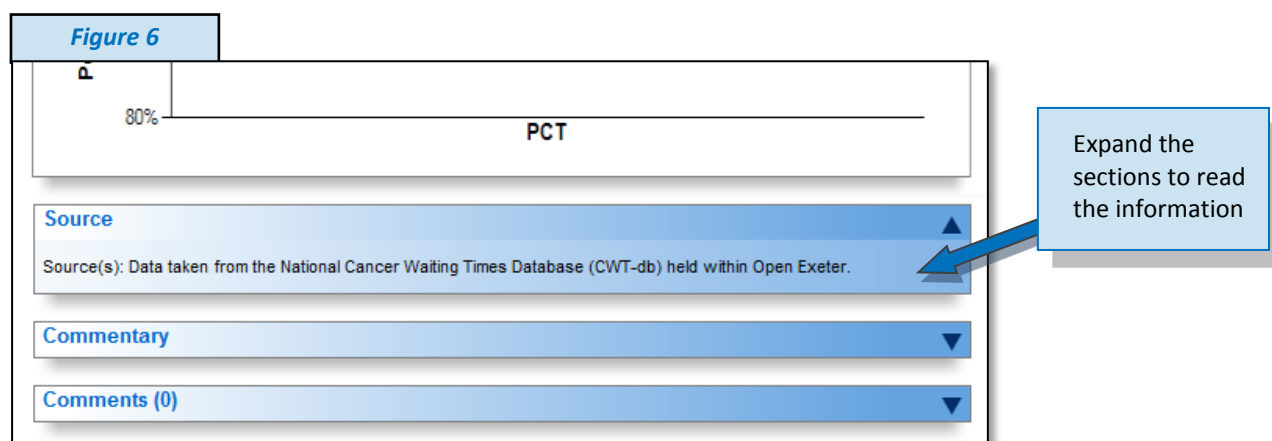 Figure 6
80%
PCT
Expand the
sections to read
the information
Source
Source(s): Data taken from the National Cancer Waiting Times Database (CWT-db) held within Open Exeter.
Commentary
Comments (0)